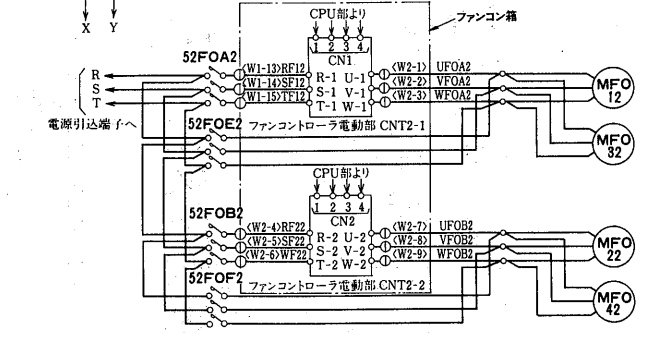 CPU部より
ファンコン箱
X Y
1 2 3 4
CN1
52FOA2
⟨W1-13⟩RF12
⟨W1-14⟩SF12
⟨W1-15⟩TF12
R-1 U-1
S-1 V-1
T-1 W-1
⟨W2-1⟩ UFOA2
⟨W2-2⟩ VFOA2
⟨W2-3⟩ WFOA2
R
S
T
電源引込端子へ
MFO
12
52FOE2
ファンコントローラ電動部 CNT2-1
MFO
32
CPU部より
1 2 3 4
CN2
52FOB2
⟨W2-4⟩RF22
⟨W2-5⟩SF22
⟨W2-6⟩WF22
R-2 U-2
S-2 V-2
T-2 W-2
⟨W2-7⟩ UFOB2
⟨W2-8⟩ VFOB2
⟨W2-9⟩ WFOB2
MFO
22
52FOF2
ファンコントローラ電動部 CNT2-2
MFO
42